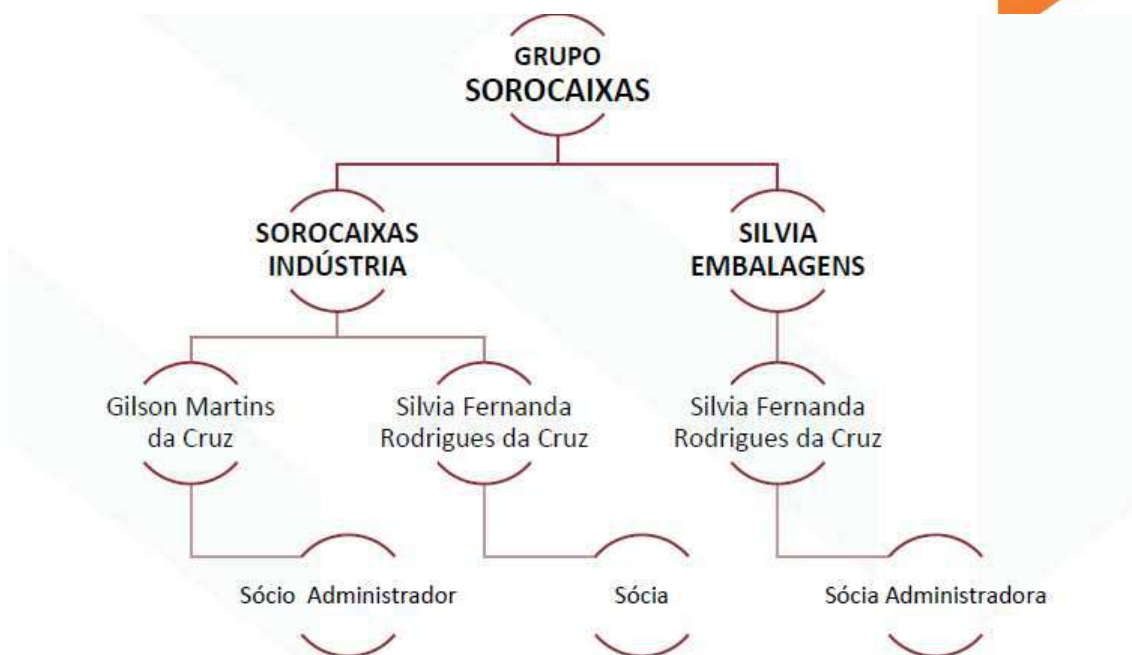 GRUPO
SOROCAIXAS
SOROCAIXAS
INDÚSTRIA
SILVIA
EMBALAGENS
Gilson Martins
da Cruz
Silvia Fernanda
Rodrigues da Cruz
Silvia Fernanda
Rodrigues da Cruz
Sócio Administrador
Sócia
Sócia Administradora